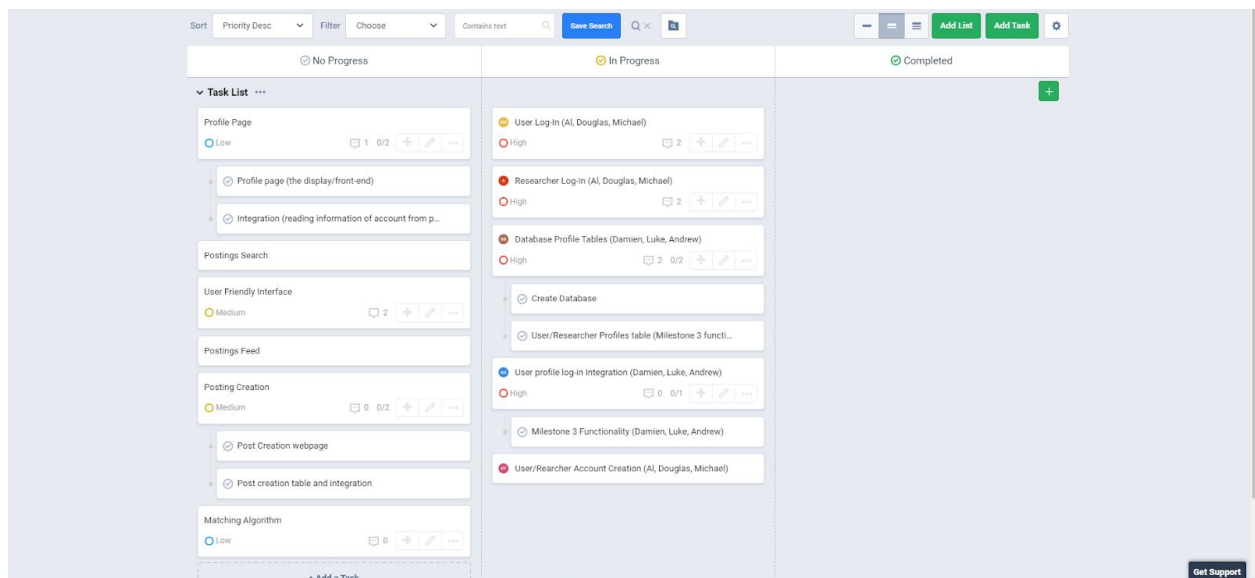 Sort Priority Desc Filter Choose Contains text Save Search Add List Add Task
No Progress In Progress Completed
Task List
Profile Page
Low 1 0/2
Profile page (the display/front-end)
Integration (reading information of account from p...
Postings Search
User Friendly Interface
Medium 2
Postings Feed
Posting Creation
Medium 0 0/2
Post Creation webpage
Post creation table and integration
Matching Algorithm
Low 0
+ Add a Task
User Log-In (Al, Douglas, Michael)
High 2
Researcher Log-In (Al, Douglas, Michael)
High 2
Database Profile Tables (Damien, Luke, Andrew)
High 2 0/2
Create Database
User/Researcher Profiles table (Milestone 3 functi...
User profile log-in Integration (Damien, Luke, Andrew)
High 0 0/1
Milestone 3 Functionality (Damien, Luke, Andrew)
User/Rearcher Account Creation (Al, Douglas, Michael)
Get Support